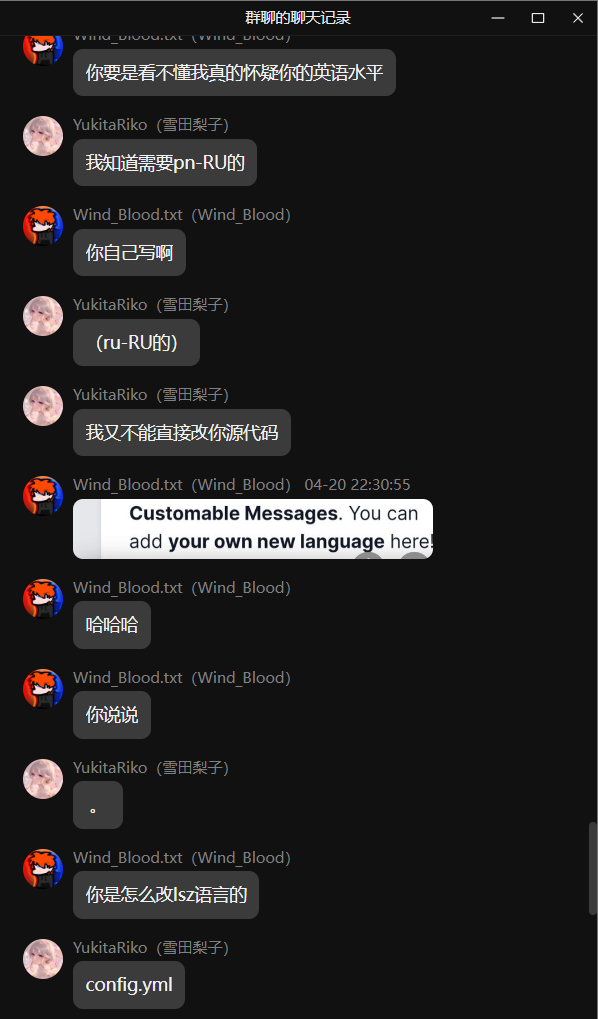 群聊的聊天记录
Wind_Blood.txt（Wind_Blood）
你要是看不懂我真的怀疑你的英语水平
YukitaRiko（雪田梨子）
我知道需要pn-RU的
Wind_Blood.txt（Wind_Blood）
你自己写啊
YukitaRiko（雪田梨子）
（ru-RU的）
YukitaRiko（雪田梨子）
我又不能直接改你源代码
Wind_Blood.txt（Wind_Blood） 04-20 22:30:55
Customable Messages. You can
add your own new language here!
Wind_Blood.txt（Wind_Blood）
哈哈哈
Wind_Blood.txt（Wind_Blood）
你说说
YukitaRiko（雪田梨子）
。
Wind_Blood.txt（Wind_Blood）
你是怎么改lsz语言的
YukitaRiko（雪田梨子）
config.yml